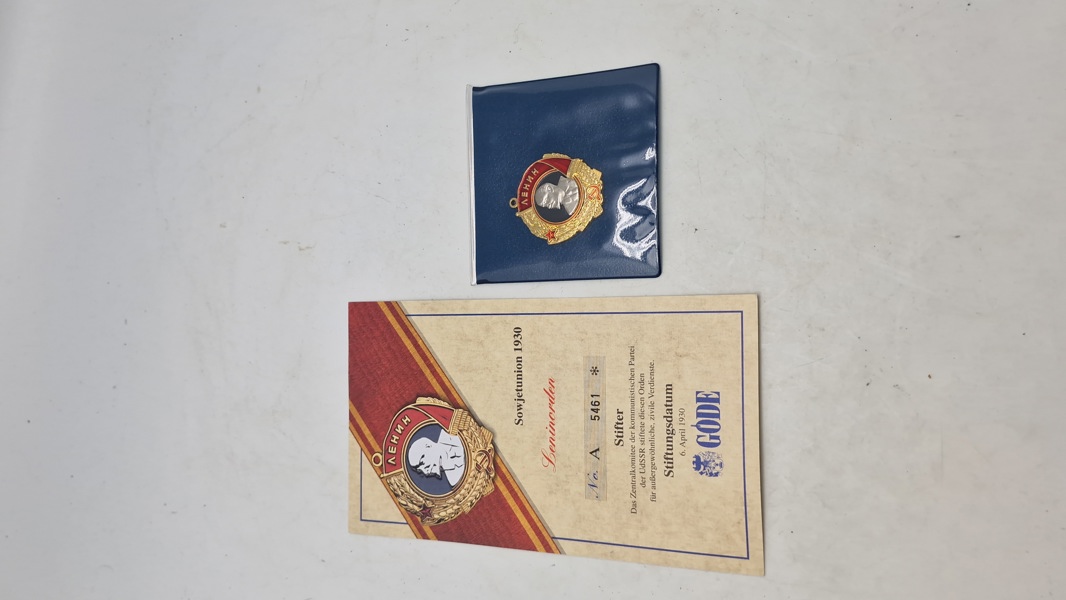 ЛЕНИН
ЛЕНИН
Sowjetunion 1930
Leninorden
No. A 5461 *
Stifter
Das Zentralkomitee der kommunistischen Partei
der UdSSR stiftete diesen Orden
für außergewöhnliche, zivile Verdienste.
Stiftungsdatum
6. April 1930
GÖDE